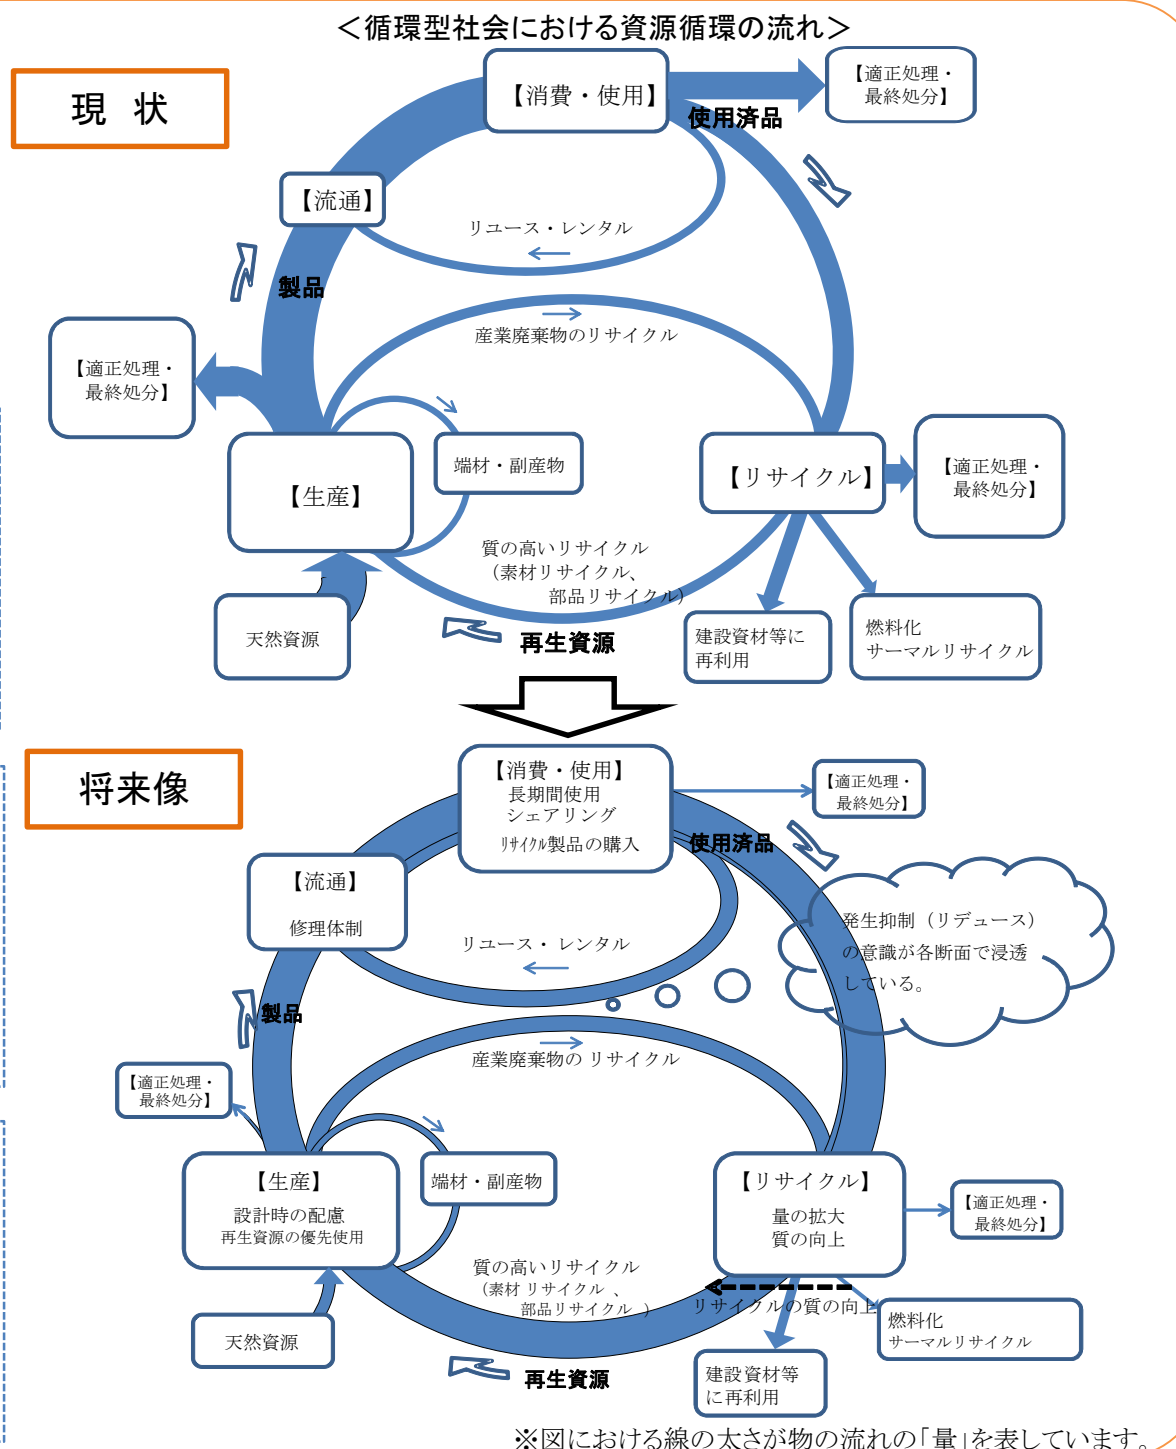 ＜循環型社会における資源循環の流れ＞
現 状
【消費・使用】
【適正処理・
最終処分】
使用済品
【流通】
リユース・レンタル
製品
産業廃棄物のリサイクル
【適正処理・
最終処分】
端材・副産物
【生産】
【リサイクル】
【適正処理・
最終処分】
質の高いリサイクル
（素材リサイクル、
部品リサイクル）
天然資源
再生資源
建設資材等に
再利用
燃料化
サーマルリサイクル
将来像
【消費・使用】
長期間使用
シェアリング
ﾘｻｲｸﾙ製品の購入
【適正処理・
最終処分】
使用済品
【流通】
修理体制
発生抑制（リデュース）
の意識が各断面で浸透
している。
リユース・レンタル
製品
産業廃棄物のリサイクル
【適正処理・
最終処分】
【生産】
設計時の配慮
再生資源の優先使用
端材・副産物
【リサイクル】
量の拡大
質の向上
【適正処理・
最終処分】
質の高いリサイクル
（素材リサイクル、
部品リサイクル）
リサイクルの質の向上
天然資源
再生資源
建設資材等
に再利用
燃料化
サーマルリサイクル
※図における線の太さが物の流れの「量」を表しています。